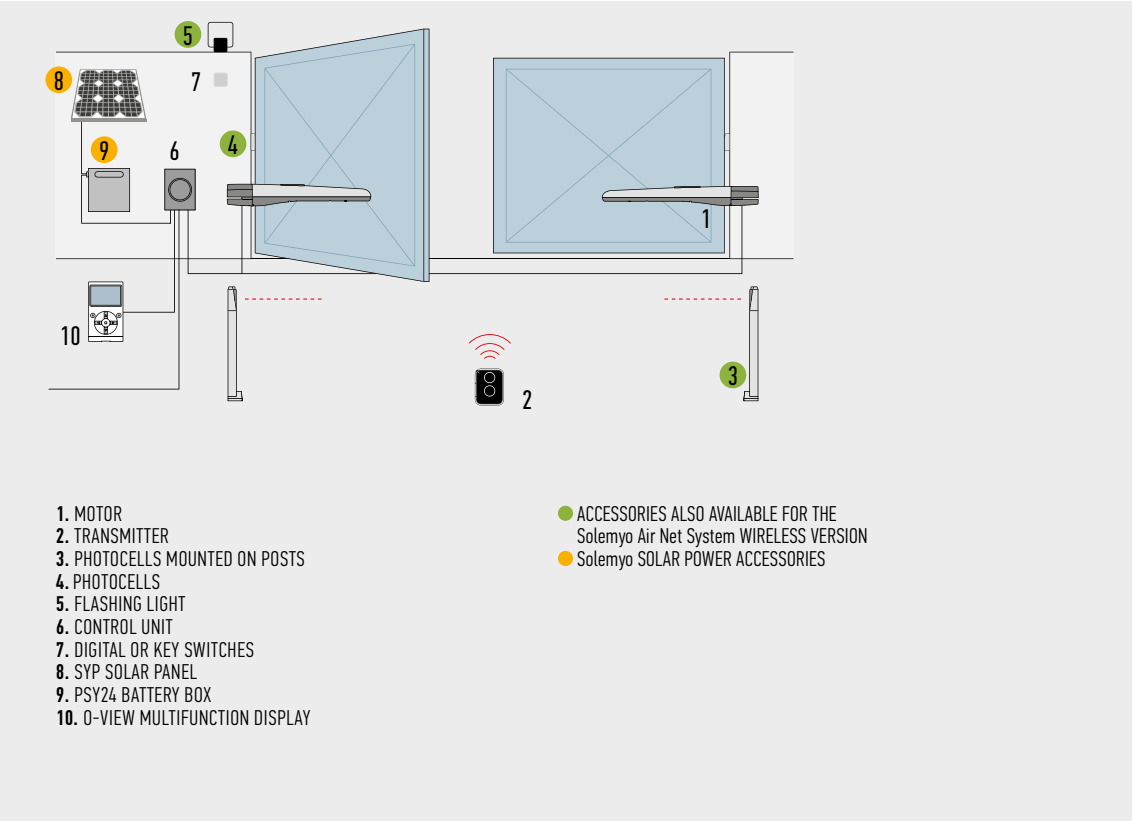 5
8
7
9
6
4
1
10
3
2
1. MOTOR
2. TRANSMITTER
3. PHOTOCELLS MOUNTED ON POSTS
4. PHOTOCELLS
5. FLASHING LIGHT
6. CONTROL UNIT
7. DIGITAL OR KEY SWITCHES
8. SYP SOLAR PANEL
9. PSY24 BATTERY BOX
10. O-VIEW MULTIFUNCTION DISPLAY
ACCESSORIES ALSO AVAILABLE FOR THE
Solemyo Air Net System WIRELESS VERSION
Solemyo SOLAR POWER ACCESSORIES